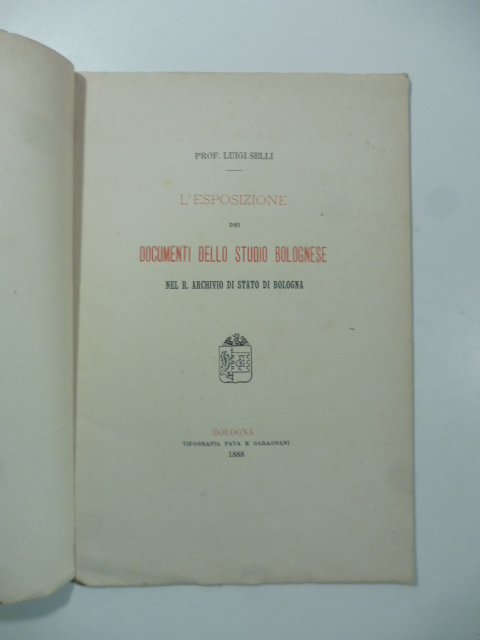 PROF. LUIGI SELLI
L'ESPOSIZIONE
DEI
DOCUMENTI DELLO STUDIO BOLOGNESE
NEL R. ARCHIVIO DI STATO DI BOLOGNA
BOLOGNA
TIPOGRAFIA FAVA E GARAGNANI
1888